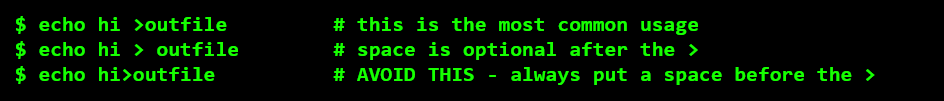 $ echo hi >outfile # this is the most common usage
$ echo hi > outfile # space is optional after the >
$ echo hi>outfile # AVOID THIS - always put a space before the >